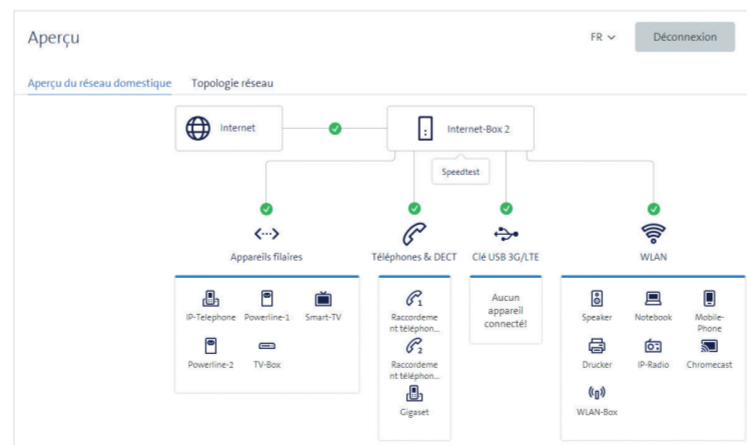 Aperçu
FR
Déconnexion
Aperçu du réseau domestique
Topologie réseau
Internet
Internet-Box 2
Speedtest
Appareils filaires
Téléphones & DECT
Clé USB 3G/LTE
WLAN
IP-Telephone
Powerline-1
Smart-TV
Powerline-2
TV-Box
1
Raccordeme
nt téléphon...
2
Raccordeme
nt téléphon...
Gigaset
Aucun
appareil
connecté!
Speaker
Notebook
Mobile-
Phone
Drucker
IP-Radio
Chromecast
WLAN-Box